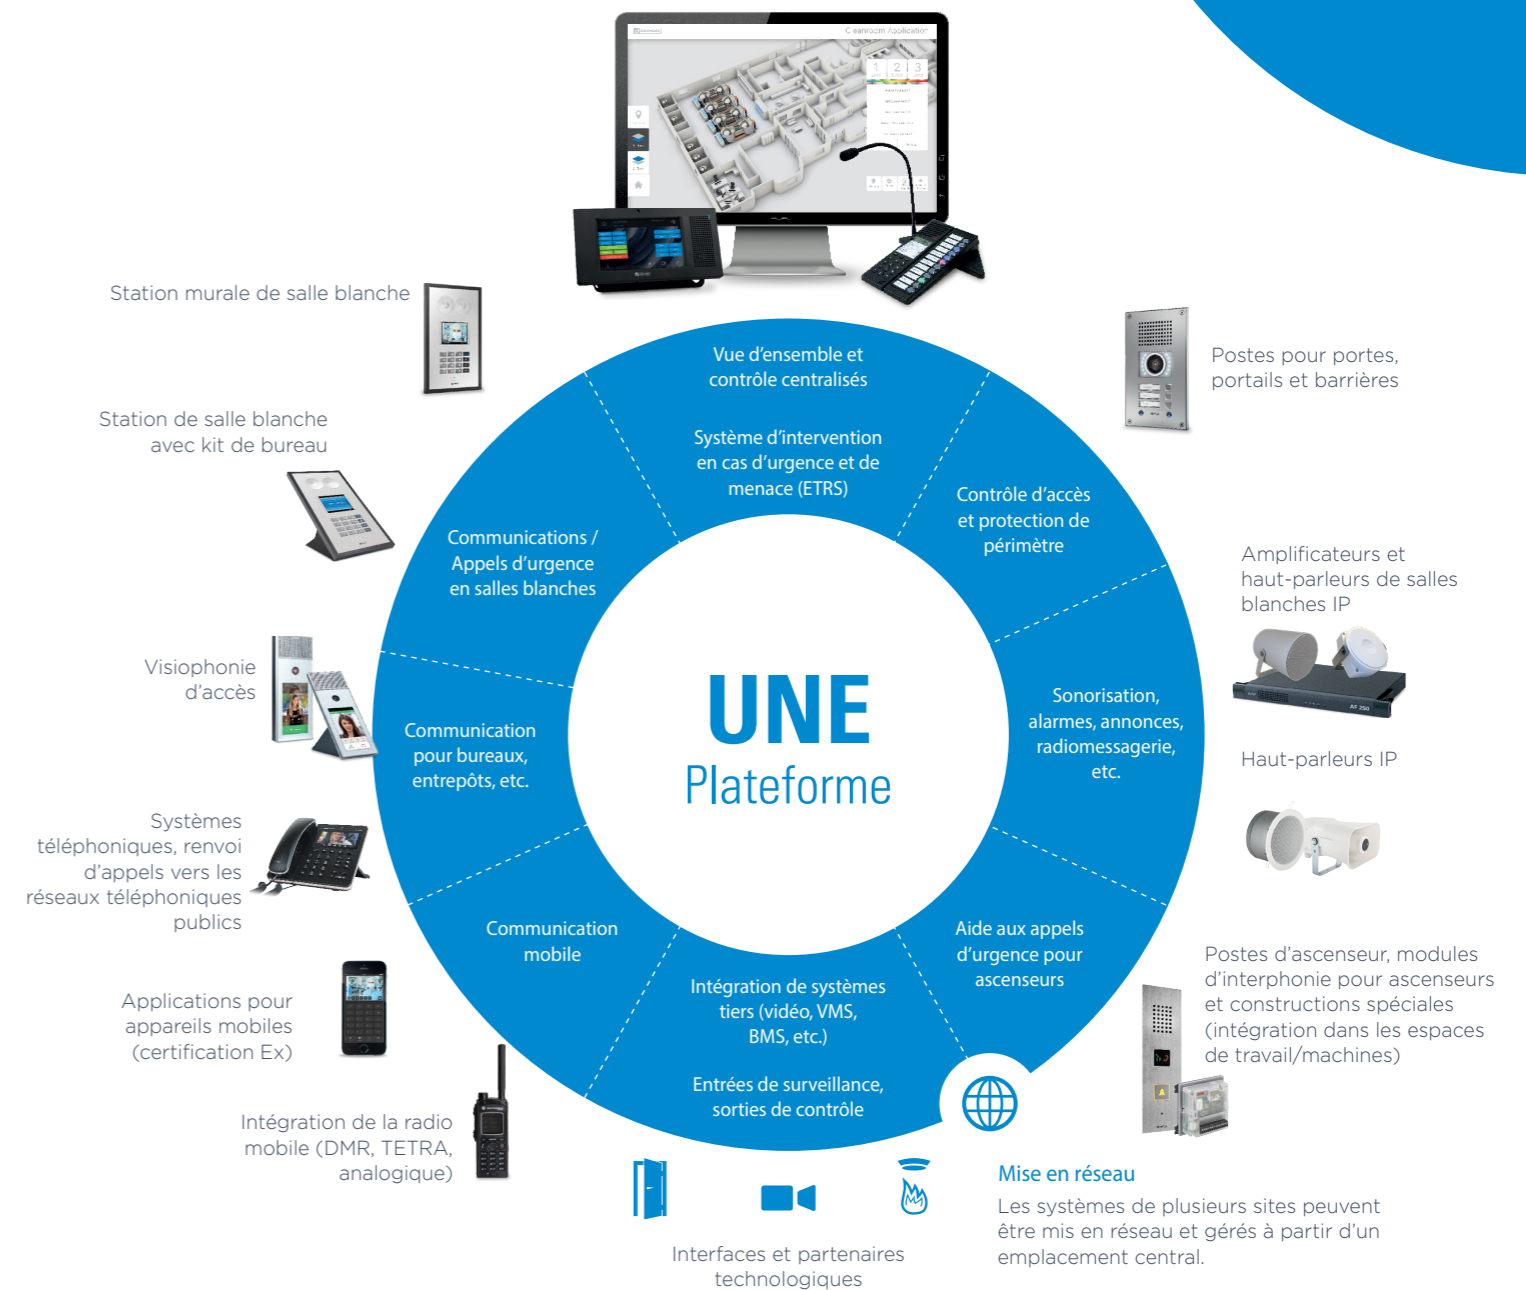 Cleanroom Application
1 2 3
Station murale de salle blanche
Station de salle blanche
avec kit de bureau
Visiophonie
d'accès
Systèmes
téléphoniques, renvoi
d'appels vers les
réseaux téléphoniques
publics
Applications pour
appareils mobiles
(certification Ex)
Intégration de la radio
mobile (DMR, TETRA,
analogique)
Vue d'ensemble et
contrôle centralisés
Système d'intervention
en cas d'urgence et de
menace (ETRS)
Contrôle d'accès
et protection de
périmètre
Sonorisation,
alarmes, annonces,
radiomessagerie,
etc.
Aide aux appels
d'urgence pour
ascenseurs
Intégration de systèmes
tiers (vidéo, VMS,
BMS, etc.)
Entrées de surveillance,
sorties de contrôle
Communication
mobile
Communication
pour bureaux,
entrepôts, etc.
Communications /
Appels d'urgence
en salles blanches
UNE
Plateforme
Postes pour portes,
portails et barrières
Amplificateurs et
haut-parleurs de salles
blanches IP
AF 250
Haut-parleurs IP
Postes d'ascenseur, modules
d'interphonie pour ascenseurs
et constructions spéciales
(intégration dans les espaces
de travail/machines)
Mise en réseau
Les systèmes de plusieurs sites peuvent
être mis en réseau et gérés à partir d'un
emplacement central.
Interfaces et partenaires
technologiques